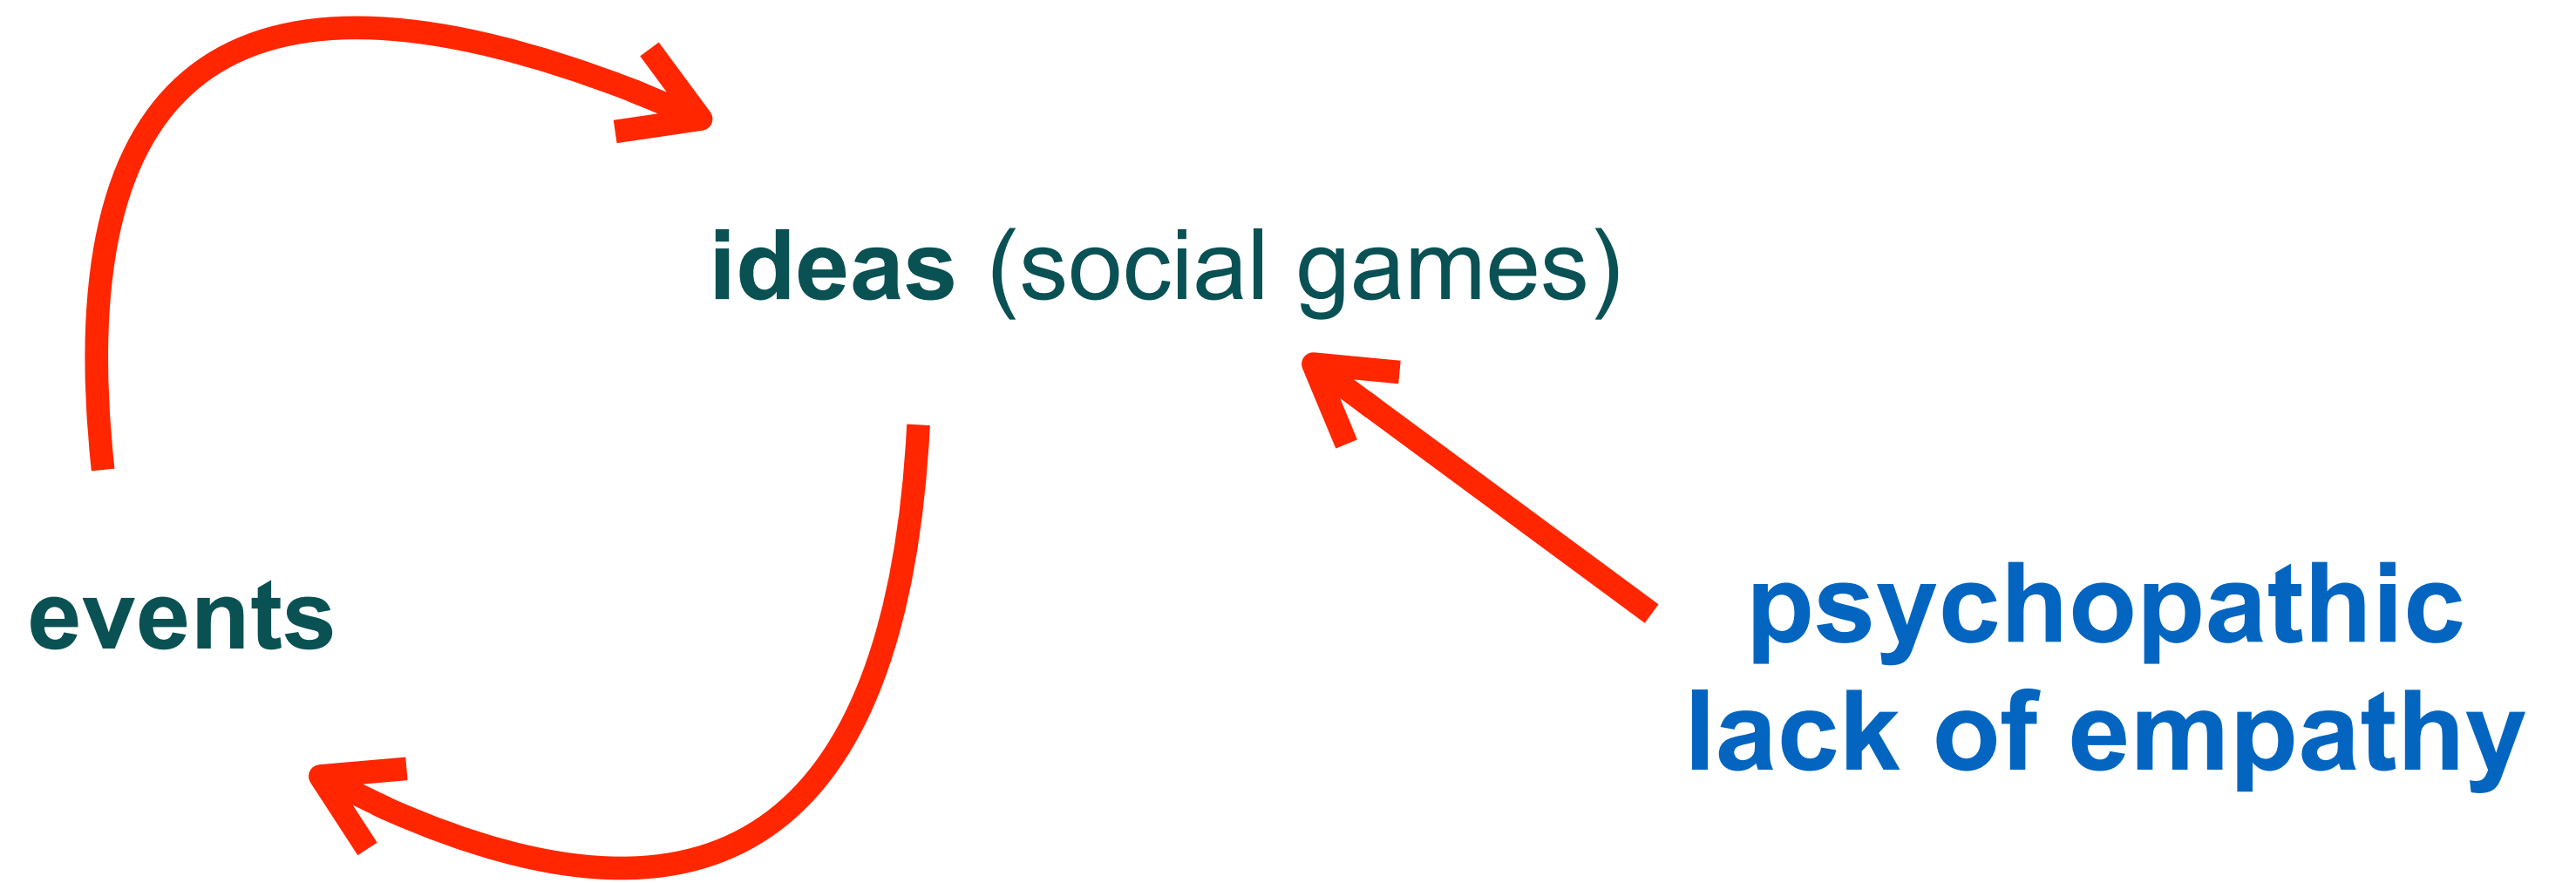 ideas (social games)
events
psychopathic
lack of empathy